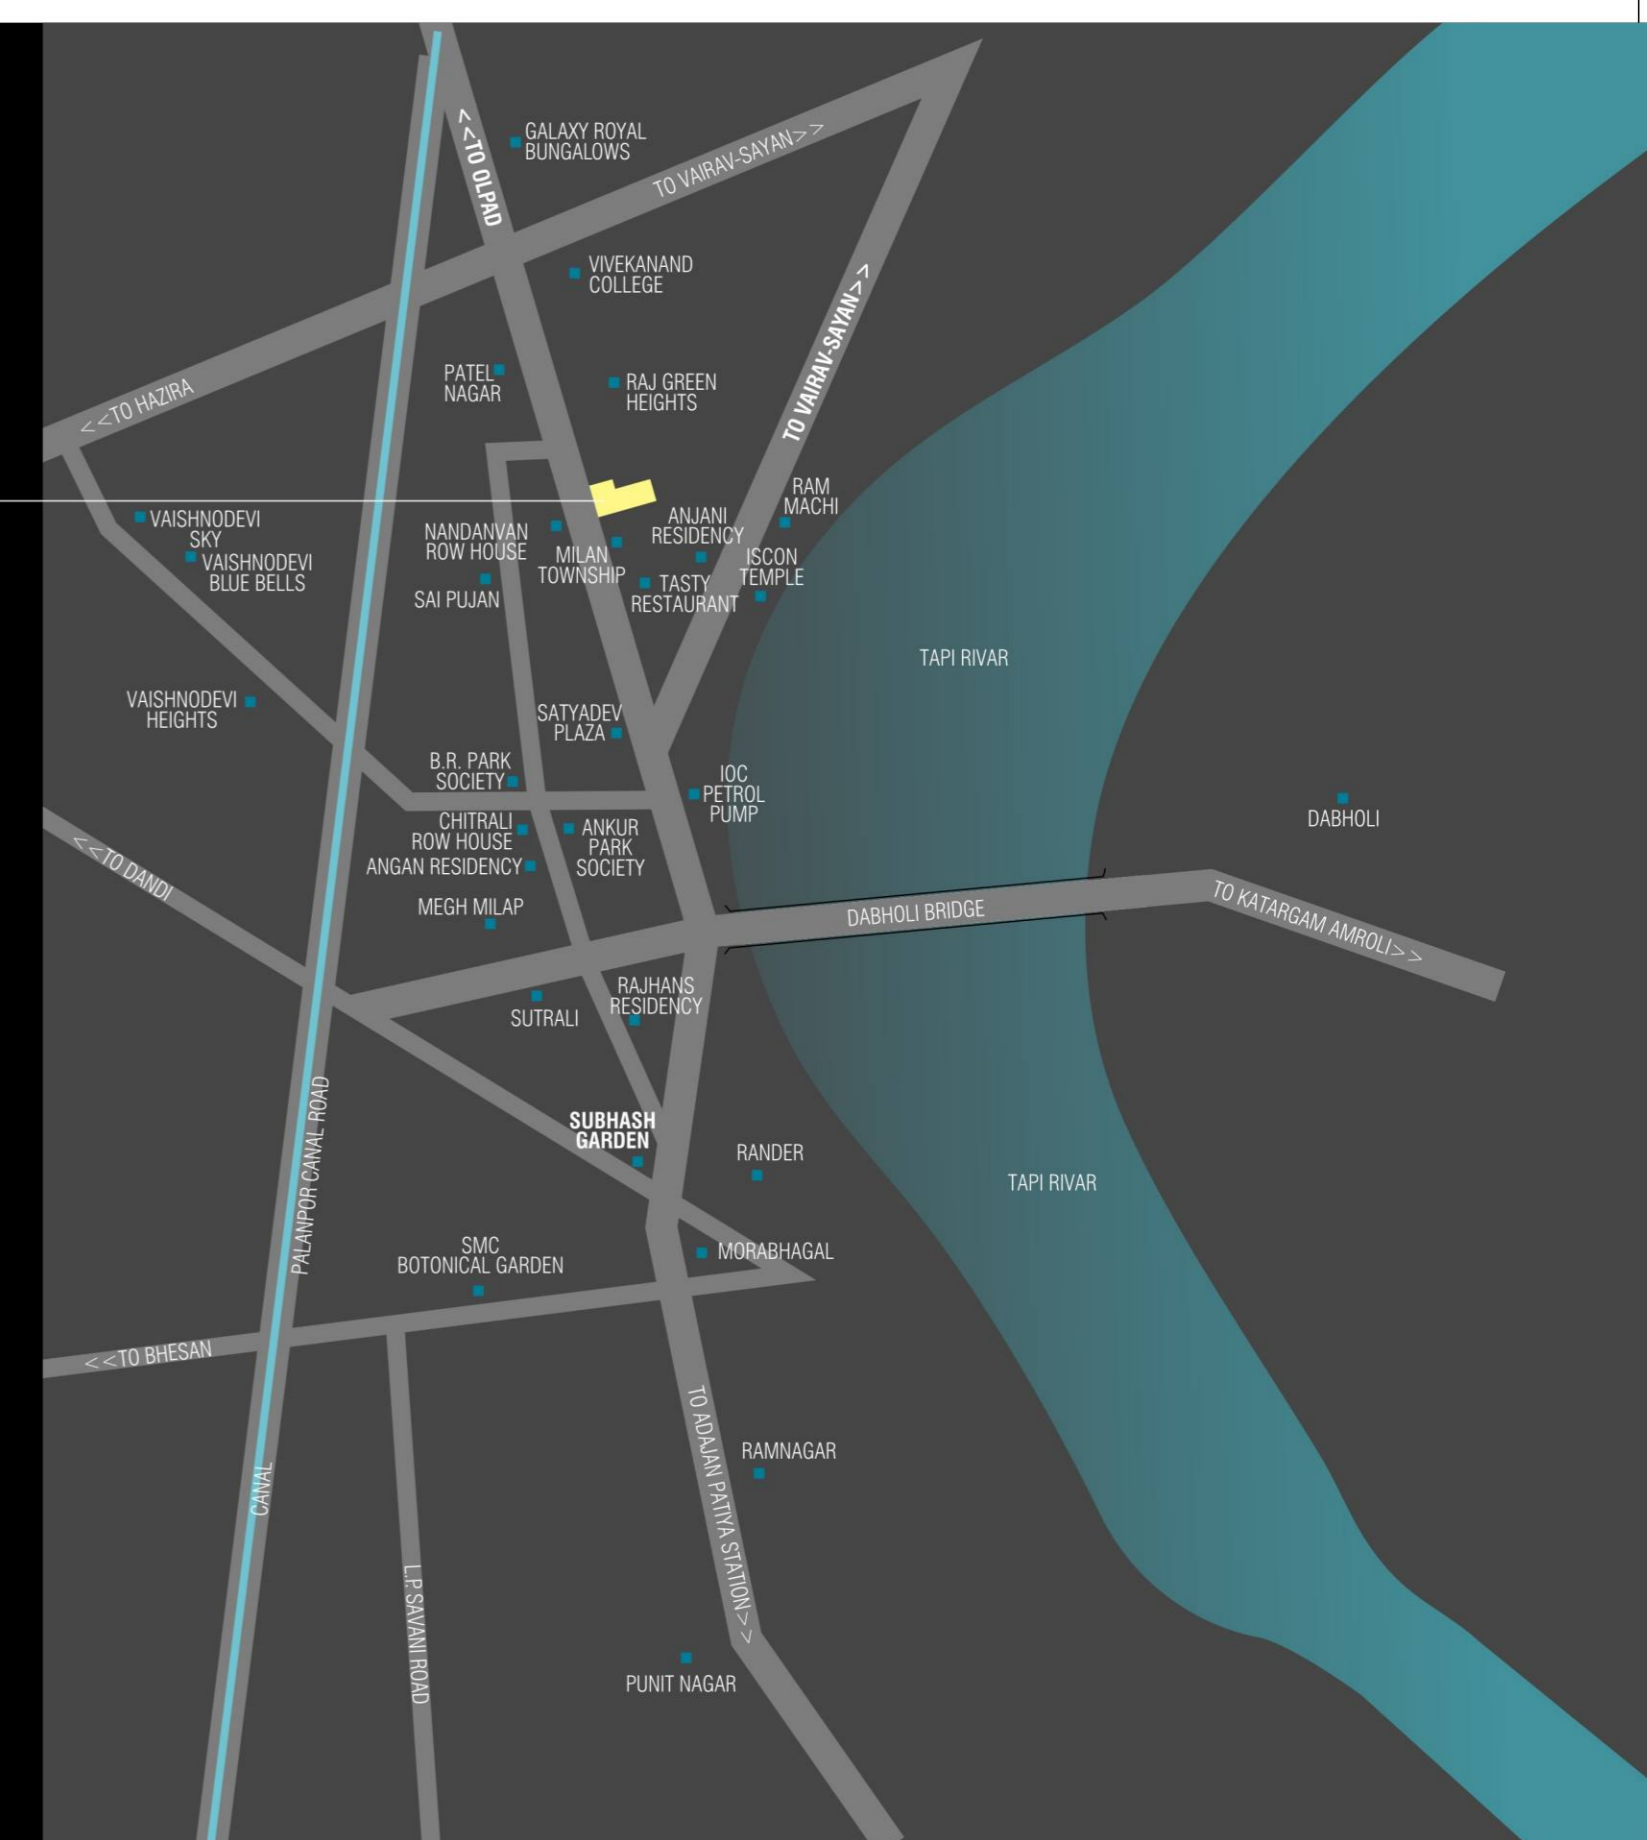 <<TO OLPAD
GALAXY ROYAL
BUNGALOWS
TO VAIRAV-SAYAN>>
VIVEKANAND
COLLEGE
TO VAIRAV-SAYAN>>
PATEL
NAGAR
RAJ GREEN
HEIGHTS
<<TO HAZIRA
RAM
MACHI
VAISHNODEVI
SKY
VAISHNODEVI
BLUE BELLS
NANDANVAN
ROW HOUSE
MILAN
TOWNSHIP
ANJANI
RESIDENCY
ISCON
TEMPLE
TASTY
RESTAURANT
SAI PUJAN
TAPI RIVAR
VAISHNODEVI
HEIGHTS
SATYADEV
PLAZA
B.R. PARK
SOCIETY
IOC
PETROL
PUMP
DABHOLI
CHITRALI
ROW HOUSE
ANKUR
PARK
SOCIETY
<<TO DANDI
ANGAN RESIDENCY
MEGH MILAP
DABHOLI BRIDGE
TO KATARGAM AMROLI>>
RAJHANS
RESIDENCY
SUTRALI
PALANPOR CANAL ROAD
SUBHASH
GARDEN
RANDER
TAPI RIVAR
SMC
BOTONICAL GARDEN
MORABHAGAL
<<TO BHESAN
TO ADAJAN PATIYA STATION>>
RAMNAGAR
CANAL
L.P. SAVANI ROAD
PUNIT NAGAR